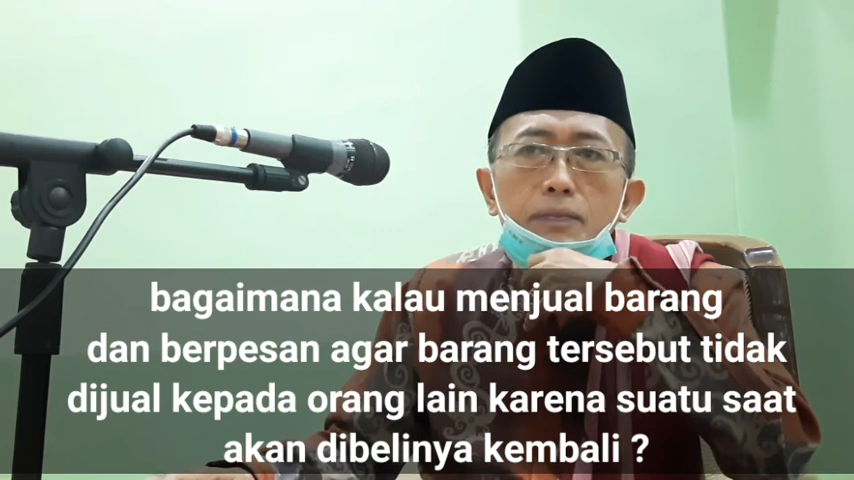 bagaimana kalau menjual barang
dan berpesan agar barang tersebut tidak
dijual kepada orang lain karena suatu saat
akan dibelinya kembali ?